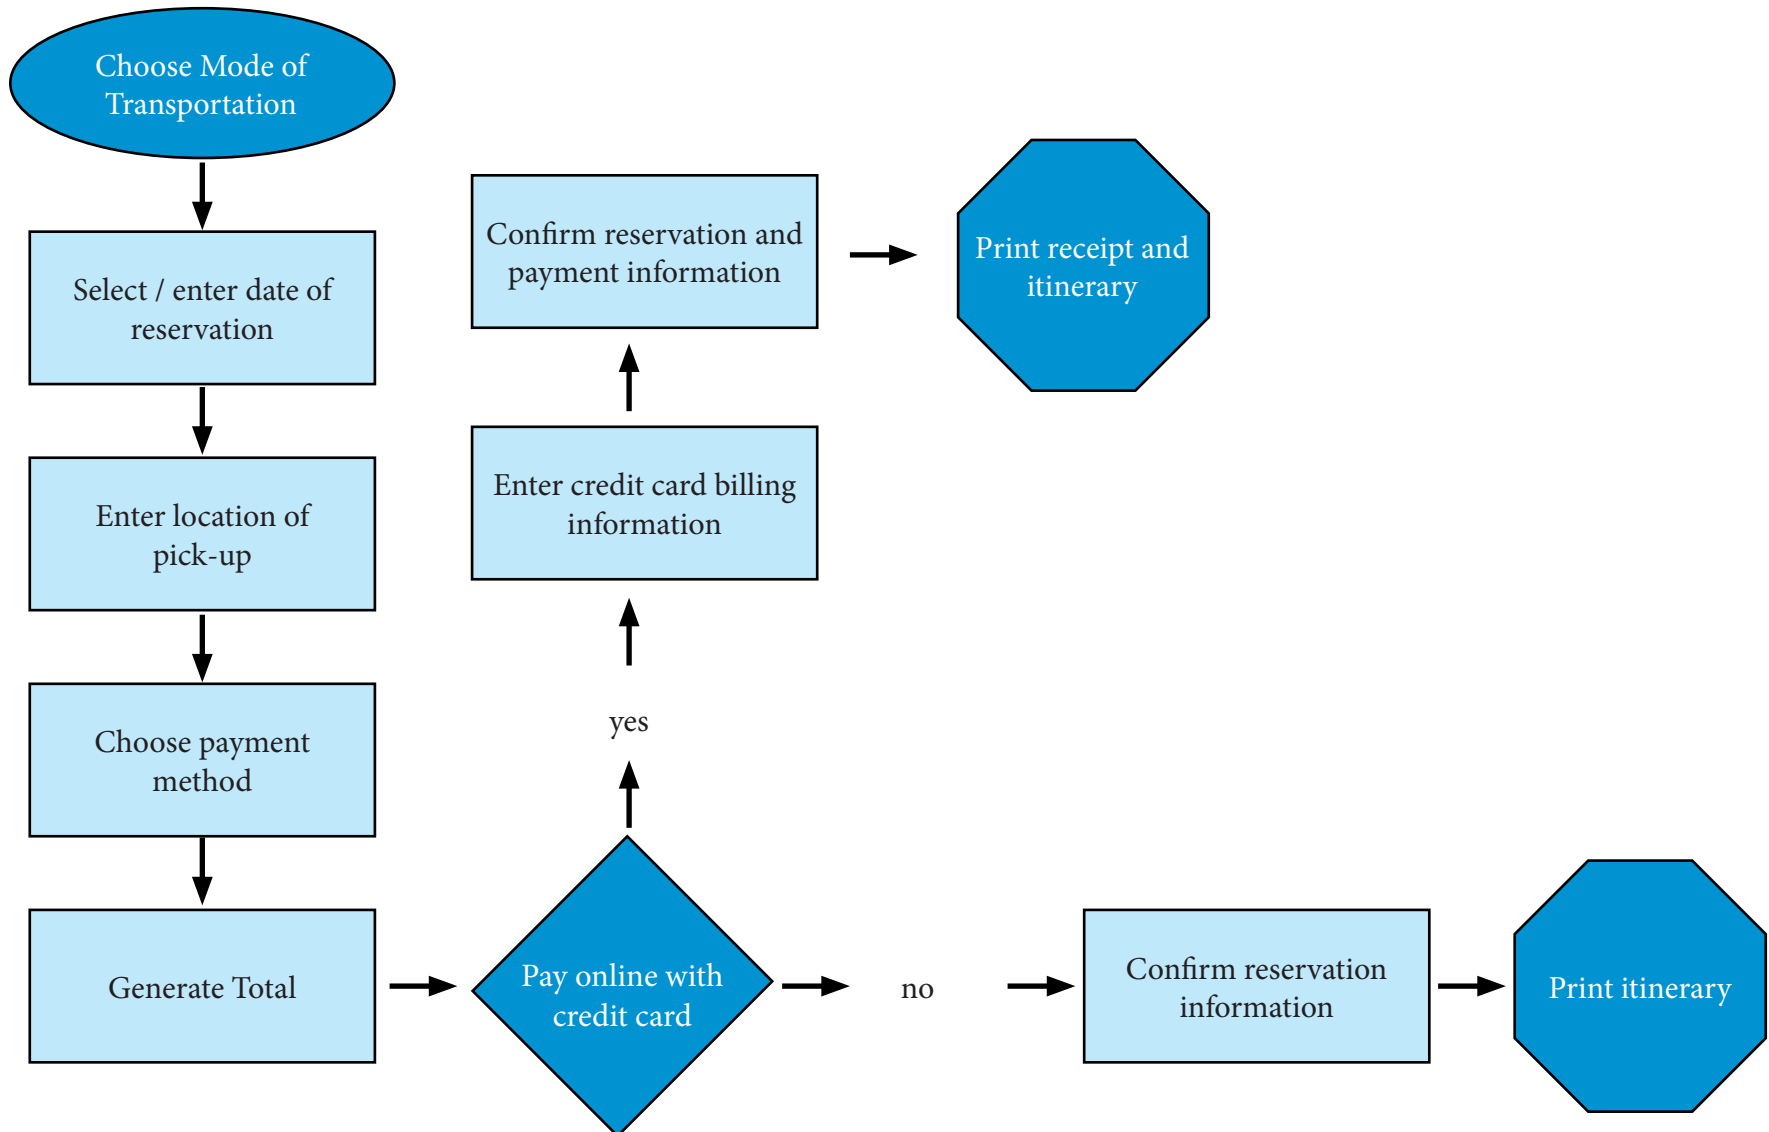 Choose Mode of
Transportation
Select / enter date of
reservation
Enter location of
pick-up
Choose payment
method
Generate Total
Pay online with
credit card
yes
Enter credit card billing
information
Confirm reservation and
payment information
Print receipt and
itinerary
no
Confirm reservation
information
Print itinerary